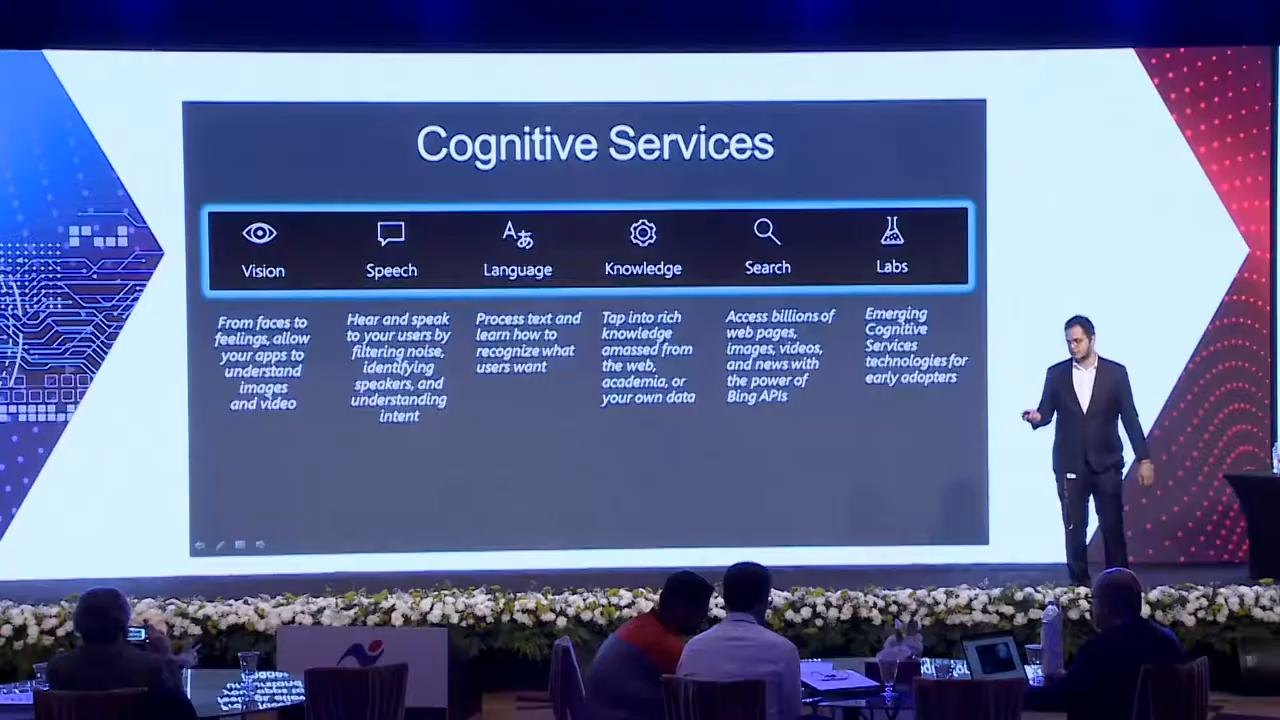 Cognitive Services
Vision
Speech
Language
Knowledge
Search
Labs
From faces to
feelings, allow
your apps to
understand
images
and video
Hear and speak
to your users by
filtering noise,
identifying
speakers, and
understanding
intent
Process text and
learn how to
recognize what
users want
Tap into rich
knowledge
amassed from
the web,
academia, or
your own data
Access billions of
web pages,
images, videos,
and news with
the power of
Bing APIs
Emerging
Cognitive
Services
technologies for
early adopters